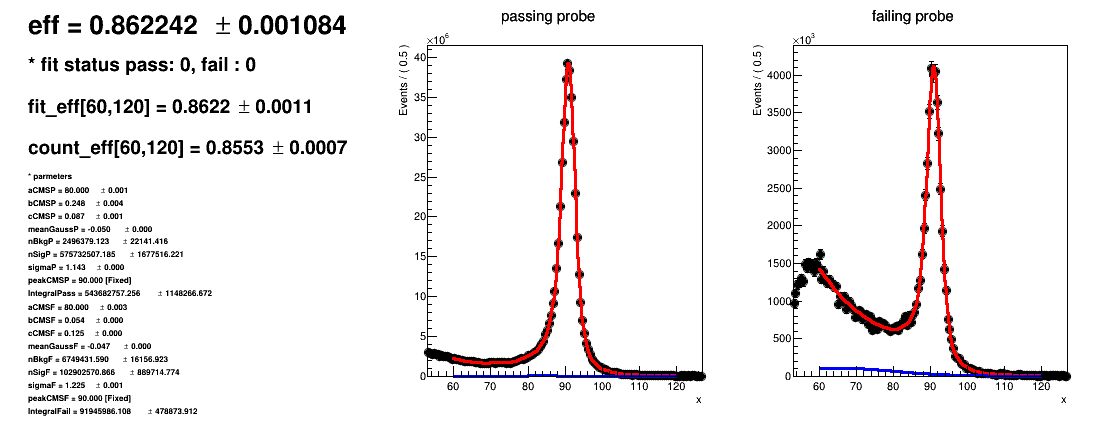 eff = 0.862242 ± 0.001084
* fit status pass: 0, fail : 0
fit_eff[60,120] = 0.8622 ± 0.0011
count_eff[60,120] = 0.8553 ± 0.0007
* parmeters
aCMSP = 80.000 ± 0.001
bCMSP = 0.248 ± 0.004
cCMSP = 0.087 ± 0.001
meanGaussP = -0.050 ± 0.000
nBkgP = 2496379.123 ± 22141.416
nSigP = 575732507.185 ± 1677516.221
sigmaP = 1.143 ± 0.000
peakCMSP = 90.000 [Fixed]
IntegralPass = 543682757.256 ± 1148266.672
aCMSF = 80.000 ± 0.003
bCMSF = 0.054 ± 0.000
cCMSF = 0.125 ± 0.000
meanGaussF = -0.047 ± 0.000
nBkgF = 6749431.590 ± 16156.923
nSigF = 102902570.866 ± 889714.774
sigmaF = 1.225 ± 0.001
peakCMSF = 90.000 [Fixed]
IntegralFail = 91945986.108 ± 478873.912
passing probe
×10⁶
Events / ( 0.5 )
40
35
30
25
20
15
10
5
0
60 70 80 90 100 110 120
x
failing probe
×10³
Events / ( 0.5 )
4000
3500
3000
2500
2000
1500
1000
500
0
60 70 80 90 100 110 120
x